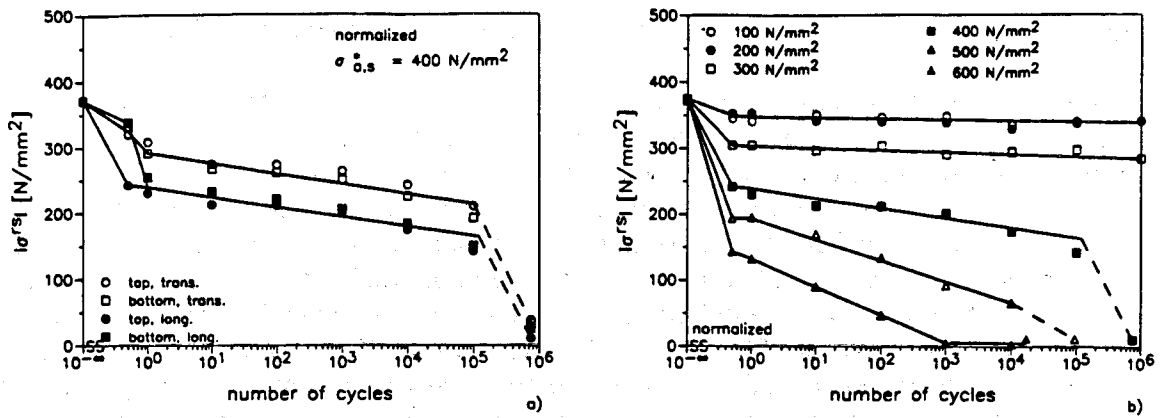 500
400
300
200
100
0
|σ^rs| [N/mm²]
normalized
σ*a,s = 400 N/mm²
○ top, trans.
□ bottom, trans.
● top, long.
■ bottom, long.
10^-∞ 10^0 10^1 10^2 10^3 10^4 10^5 10^6
number of cycles
a)
500
400
300
200
100
0
|σ^rs| [N/mm²]
○ 100 N/mm²
● 200 N/mm²
□ 300 N/mm²
■ 400 N/mm²
△ 500 N/mm²
▲ 600 N/mm²
normalized
10^-∞ 10^0 10^1 10^2 10^3 10^4 10^5 10^6
number of cycles
b)